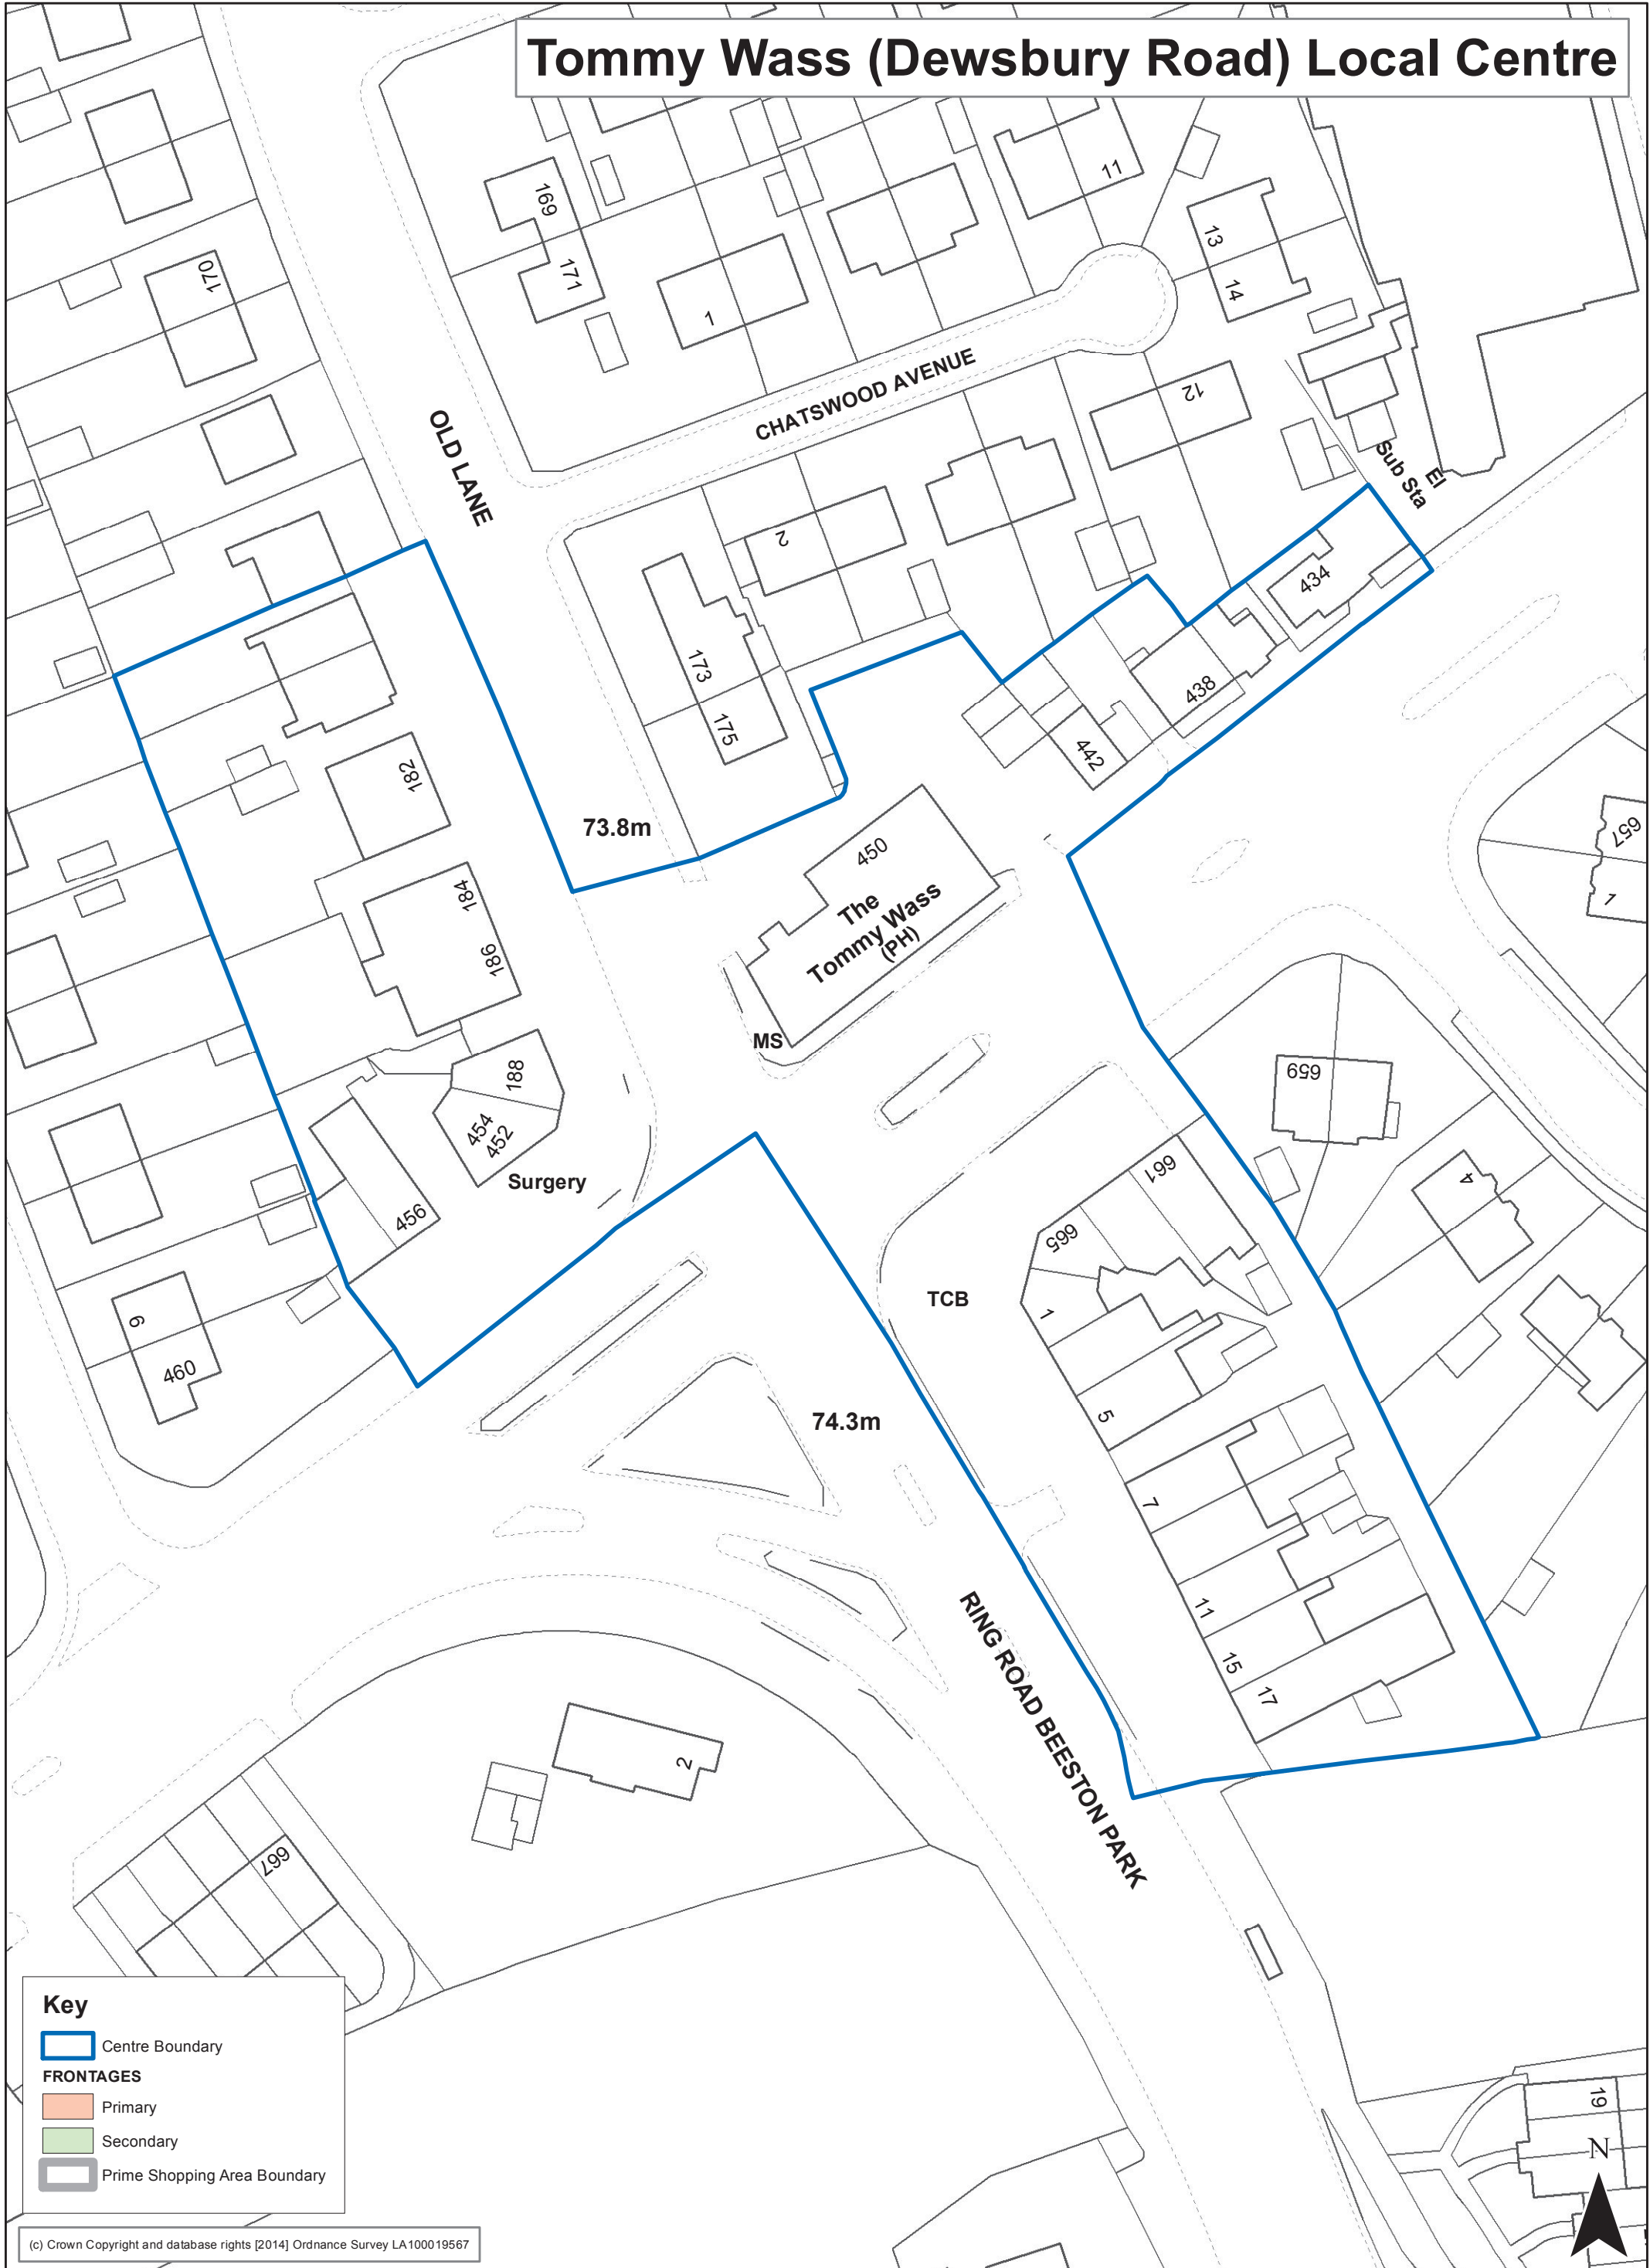 Tommy Wass (Dewsbury Road) Local Centre
169
11
170
171
13
14
1
CHATSWOOD AVENUE
12
OLD LANE
El
Sub Sta
2
434
173
438
175
442
182
73.8m
657
450
1
184
The
Tommy Wass
(PH)
186
MS
188
659
454
452
661
4
Surgery
456
665
TCB
1
9
460
5
74.3m
7
11
RING ROAD BEESTON PARK
15
17
2
667
Key
Centre Boundary
FRONTAGES
Primary
Secondary
Prime Shopping Area Boundary
19
N
(c) Crown Copyright and database rights [2014] Ordnance Survey LA100019567